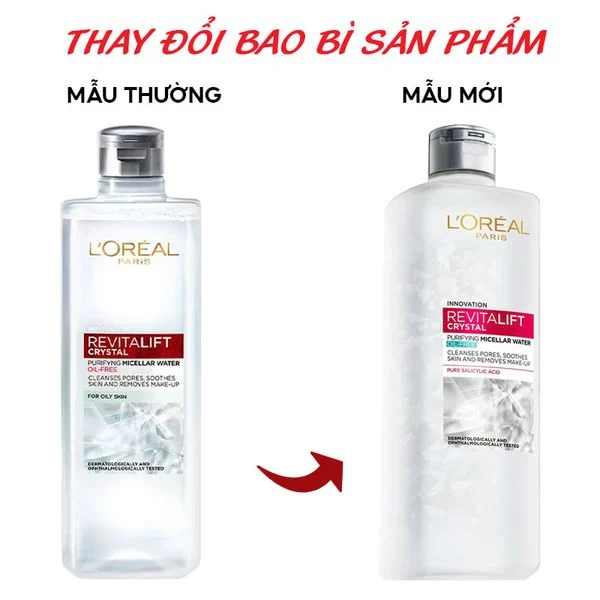 THAY ĐỔI BAO BÌ SẢN PHẨM
MẪU THƯỜNG
L'ORÉAL
PARIS
INNOVATION
REVITALIFT
CRYSTAL
PURIFYNG MICELLAR WATER
OIL-FREE
CLEANSES PORES, SOOTHES
SKIN AND REMOVES MAKE-UP
FOR OILY SKIN
DERMATOLOGICALLY AND
OPHTHALMOLOGICALLY TESTED
MẪU MỚI
L'ORÉAL
PARIS
INNOVATION
REVITALIFT
CRYSTAL
PURIFYING MICELLAR WATER
OIL-FREE
CLEANSES PORES, SOOTHES
SKIN AND REMOVES MAKE-UP
PURE SALICYLIC ACID
DERMATOLOGICALLY AND
OPHTHALMOLOGICALLY TESTED